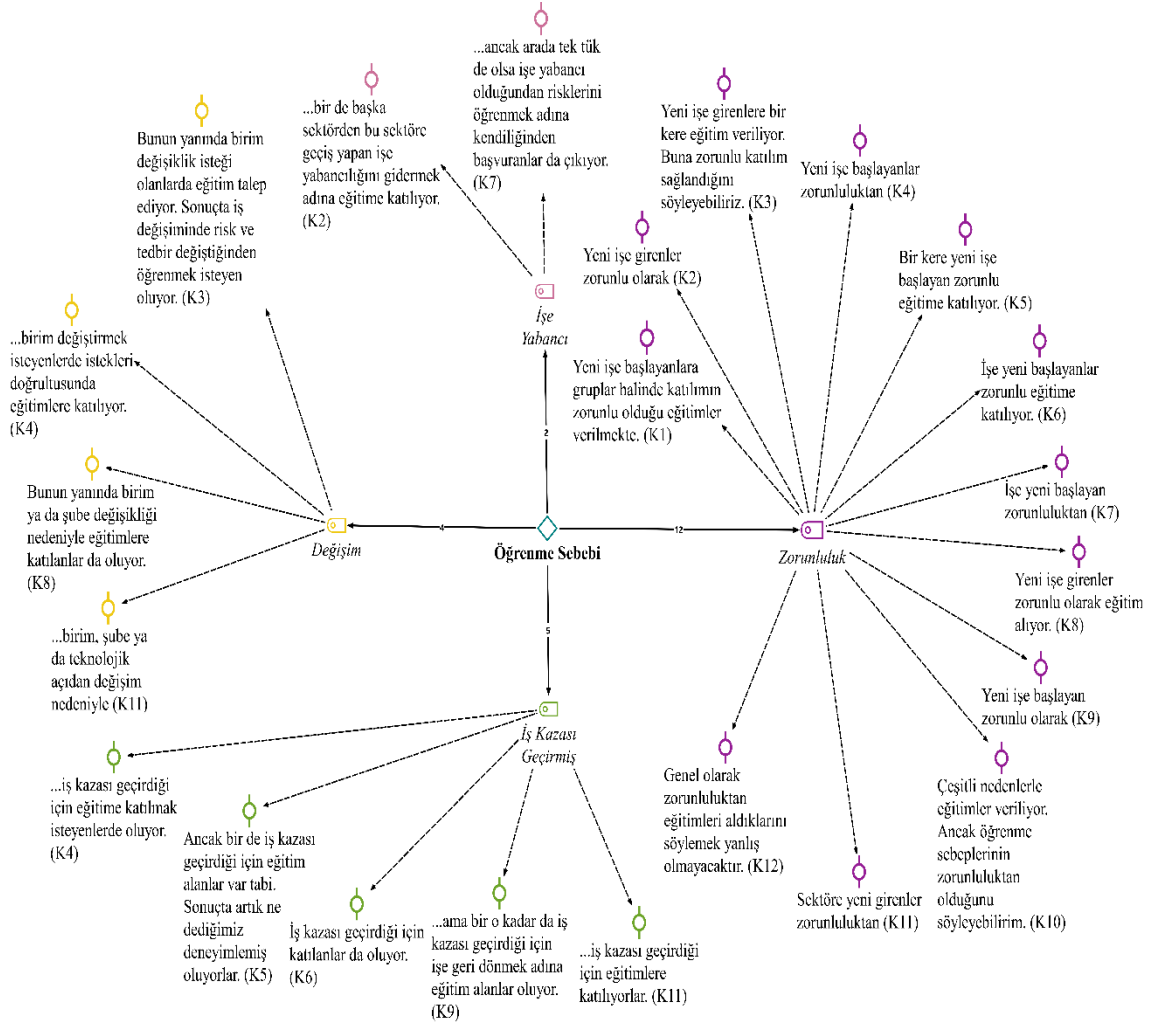 ...ancak arada tek tük
de olsa işe yabancı
olduğundan risklerini
öğrenmek adına
kendiliğinden
başvuranlar da çıkıyor.
(K7)
...bir de başka
sektörden bu sektöre
geçiş yapan işe
yabancılığını gidermek
adına eğitime katılıyor.
(K2)
Bunun yanında birim
değişiklik isteği
olanlarda eğitim talep
ediyor. Sonuçta iş
değişiminde risk ve
tedbir değiştiğinden
öğrenmek isteyen
oluyor. (K3)
...birim değiştirmek
isteyenlerde istekleri
doğrultusunda
eğitimlere katılıyor.
(K4)
Bunun yanında birim
ya da şube değişikliği
nedeniyle eğitimlere
katılanlar da oluyor.
(K8)
...birim, şube ya
da teknolojik
açıdan değişim
nedeniyle (K11)
İşe
Yabancı
2
Değişim
4
Öğrenme Sebebi
12
Zorunluluk
5
İş Kazası
Geçirmiş
Yeni işe girenlere bir
kere eğitim veriliyor.
Buna zorunlu katılım
sağlandığını
söyleyebiliriz. (K3)
Yeni işe başlayanlar
zorunluluktan (K4)
Yeni işe girenler
zorunlu olarak (K2)
Bir kere yeni işe
başlayan zorunlu
eğitime katılıyor. (K5)
Yeni işe başlayanlara
gruplar halinde katılımın
zorunlu olduğu eğitimler
verilmekte. (K1)
İşe yeni başlayanlar
zorunlu eğitime
katılıyor. (K6)
İşe yeni başlayan
zorunluluktan
(K7)
Yeni işe girenler
zorunlu olarak eğitim
alıyor. (K8)
Yeni işe başlayan
zorunlu olarak (K9)
Çeşitli nedenlerle
eğitimler veriliyor.
Ancak öğrenme
sebeplerinin
zorunluluktan
olduğunu
söyleyebilirim. (K10)
Sektöre yeni girenler
zorunluluktan (K11)
Genel olarak
zorunluluktan
eğitimleri aldıklarını
söylemek yanlış
olmayacaktır. (K12)
...iş kazası geçirdiği
için eğitime katılmak
isteyenlerde oluyor.
(K4)
Ancak bir de iş kazası
geçirdiği için eğitim
alanlar var tabi.
Sonuçta artık ne
dediğimiz
deneyimlemiş
oluyorlar. (K5)
İş kazası geçirdiği için
katılanlar da oluyor.
(K6)
...ama bir o kadar da iş
kazası geçirdiği için
işe geri dönmek adına
eğitim alanlar oluyor.
(K9)
...iş kazası geçirdiği
için eğitimlere
katılıyorlar. (K11)